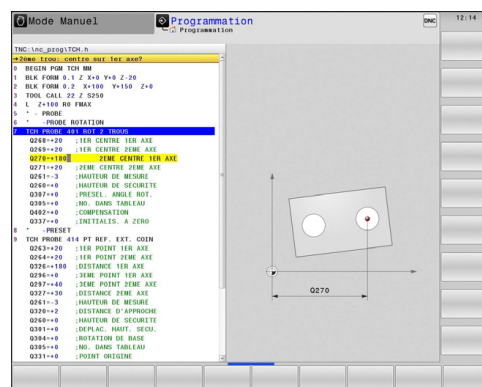 Mode Manuel
Programmation
Programmation
DNC
12:14
TNC:\nc_prog\TCH.h
→2ème trou: centre sur 1er axe?
0 BEGIN PGM TCH MM
1 BLK FORM 0.1 Z X+0 Y+0 Z-20
2 BLK FORM 0.2 X+100 Y+150 Z+0
3 TOOL CALL 22 Z S250
4 L Z+100 R0 FMAX
5 * - PROBE
6 * -PROBE ROTATION
7 TCH PROBE 401 ROT 2 TROUS
Q268=+20 ;1ER CENTRE 1ER AXE
Q269=+20 ;1ER CENTRE 2EME AXE
Q270=+180 2EME CENTRE 1ER AXE
Q271=+20 ;2EME CENTRE 2EME AXE
Q261=-3 ;HAUTEUR DE MESURE
Q260=+0 ;HAUTEUR DE SECURITE
Q307=+0 ;PRESEL. ANGLE ROT.
Q305=+0 ;NO. DANS TABLEAU
Q402=+0 ;COMPENSATION
Q337=+0 ;INITIALIS. A ZERO
8 * -PRESET
9 TCH PROBE 414 PT REF. EXT. COIN
Q263=+20 ;1ER POINT 1ER AXE
Q264=+20 ;1ER POINT 2EME AXE
Q326=+180 ;DISTANCE 1ER AXE
Q296=+0 ;3EME POINT 1ER AXE
Q297=+40 ;3EME POINT 2EME AXE
Q327=+30 ;DISTANCE 2EME AXE
Q261=-3 ;HAUTEUR DE MESURE
Q320=+2 ;DISTANCE D'APPROCHE
Q260=+0 ;HAUTEUR DE SECURITE
Q301=+0 ;DEPLAC. HAUT. SECU.
Q304=+0 ;ROTATION DE BASE
Q305=+0 ;NO. DANS TABLEAU
Q331=+0 ;POINT ORIGINE
Q270